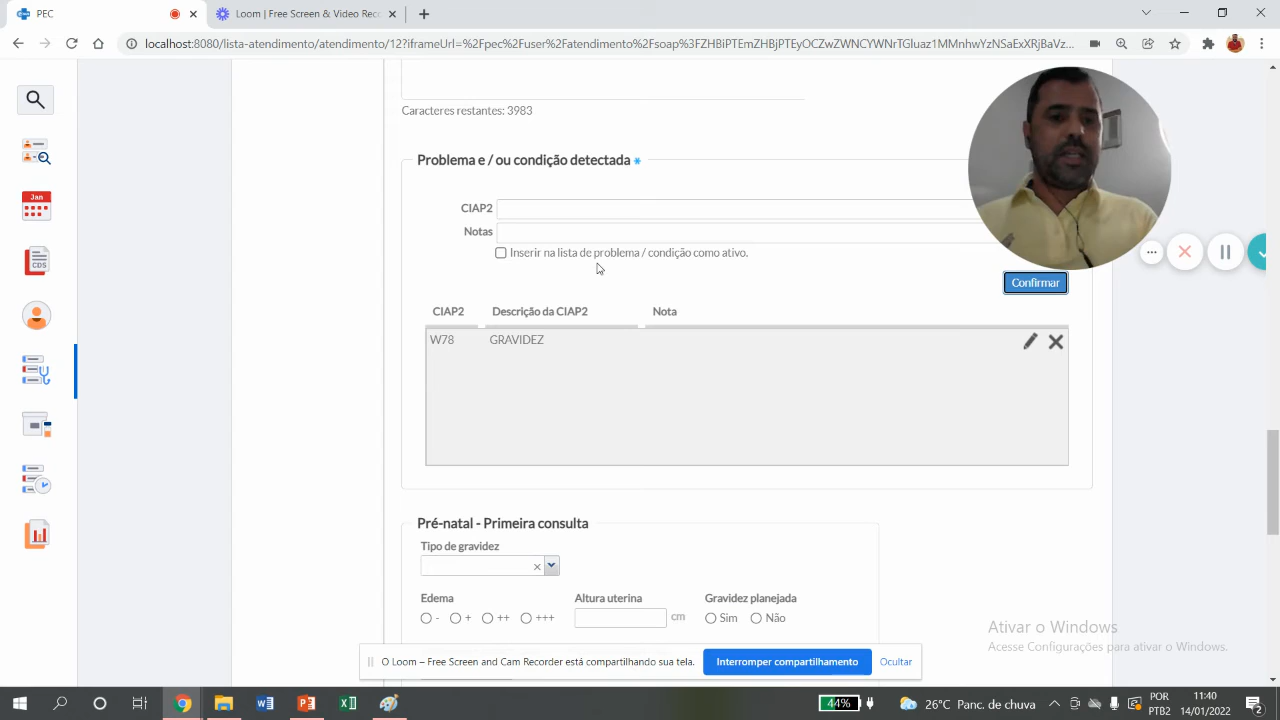 PEC
Loom | Free Screen & Video Rec
localhost:8080/lista-atendimento/atendimento/12?iframeUrl=%2Fpec%2Fuser%2Fatendimento%2Fsoap%3FZHBiPTEmZHBjPTEyOCZwZWNCYWNrTGluaz1MMnhwYzNSaExXRjBaVz...
Caracteres restantes: 3983
Problema e / ou condição detectada *
CIAP2
Notas
Inserir na lista de problema / condição como ativo.
Confirmar
CIAP2 Descrição da CIAP2 Nota
W78 GRAVIDEZ
Pré-natal - Primeira consulta
Tipo de gravidez
Edema Altura uterina Gravidez planejada
- + ++ +++ cm Sim Não
Ativar o Windows
Acesse Configurações para ativar o Windows.
O Loom – Free Screen and Cam Recorder está compartilhando sua tela. Interromper compartilhamento Ocultar
Jan
CDS
44% 26°C Panc. de chuva POR 11:40
PTB2 14/01/2022
2